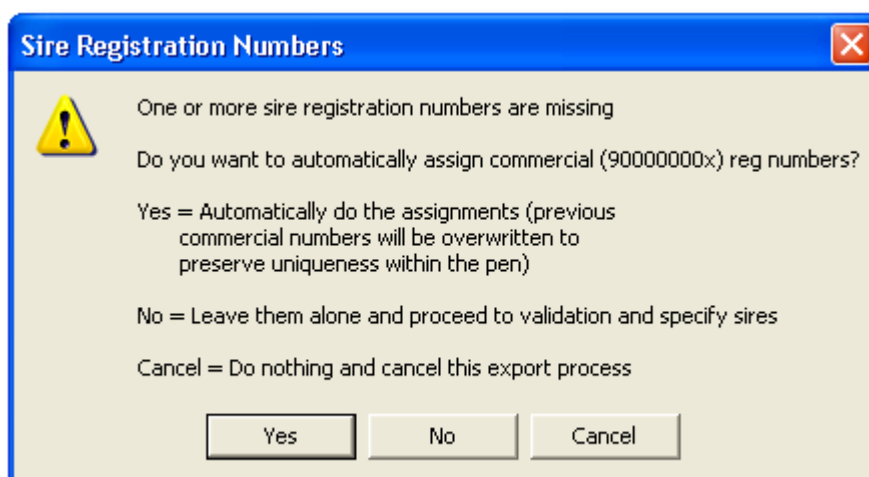 Sire Registration Numbers
One or more sire registration numbers are missing
Do you want to automatically assign commercial (90000000x) reg numbers?
Yes = Automatically do the assignments (previous
commercial numbers will be overwritten to
preserve uniqueness within the pen)
No = Leave them alone and proceed to validation and specify sires
Cancel = Do nothing and cancel this export process
Yes No Cancel